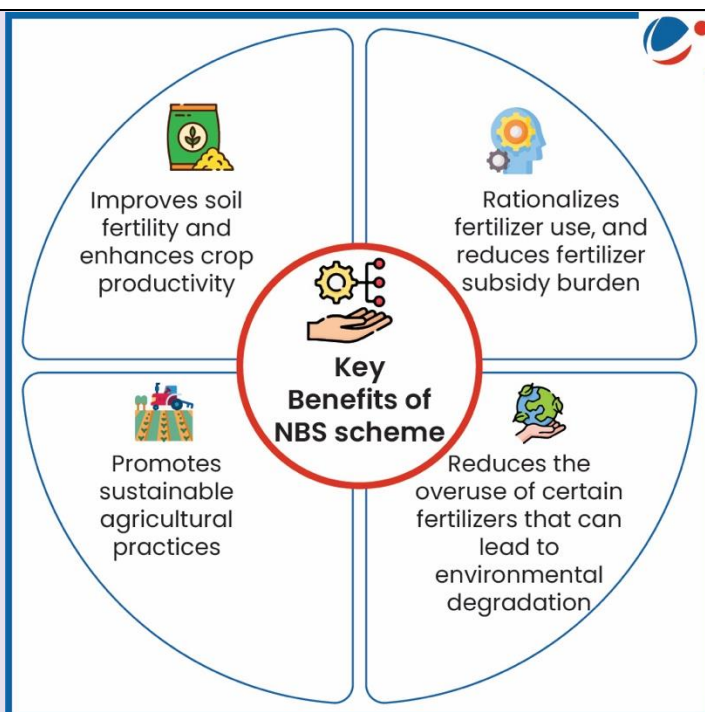 Improves soil
fertility and
enhances crop
productivity
Rationalizes
fertilizer use, and
reduces fertilizer
subsidy burden
Key
Benefits of
NBS scheme
Promotes
sustainable
agricultural
practices
Reduces the
overuse of certain
fertilizers that can
lead to
environmental
degradation